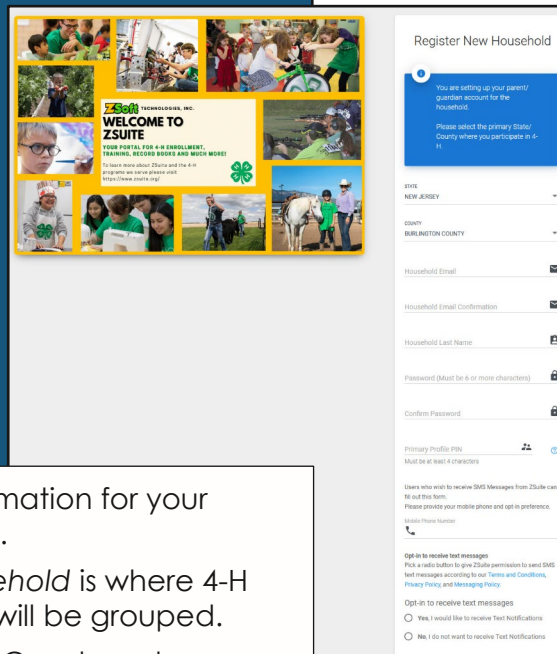 ZSoft TECHNOLOGIES, INC.
WELCOME TO
ZSUITE
YOUR PORTAL FOR 4-H ENROLLMENT,
TRAINING, RECORD BOOKS AND MUCH MORE!
To learn more about ZSuite and the 4-H
programs we serve please visit
https://www.zsuite.org/
Register New Household
You are setting up your parent/
guardian account for the
household.
Please select the primary State/
County where you participate in 4-
H.
STATE
NEW JERSEY
COUNTY
BURLINGTON COUNTY
Household Email
Household Email Confirmation
Household Last Name
Password (Must be 6 or more characters)
Confirm Password
Primary Profile PIN
Must be at least 4 characters
Users who wish to receive SMS Messages from ZSuite can
fill out this form.
Please provide your mobile phone and opt-in preference.
Mobile Phone Number
Opt-in to receive text messages
Pick a radio button to give ZSuite permission to send SMS
text messages according to our Terms and Conditions,
Privacy Policy, and Messaging Policy.
Opt-in to receive text messages
Yes, I would like to receive Text Notifications
No, I do not want to receive Text Notifications
mation for your
.
ehold is where 4-H
will be grouped.